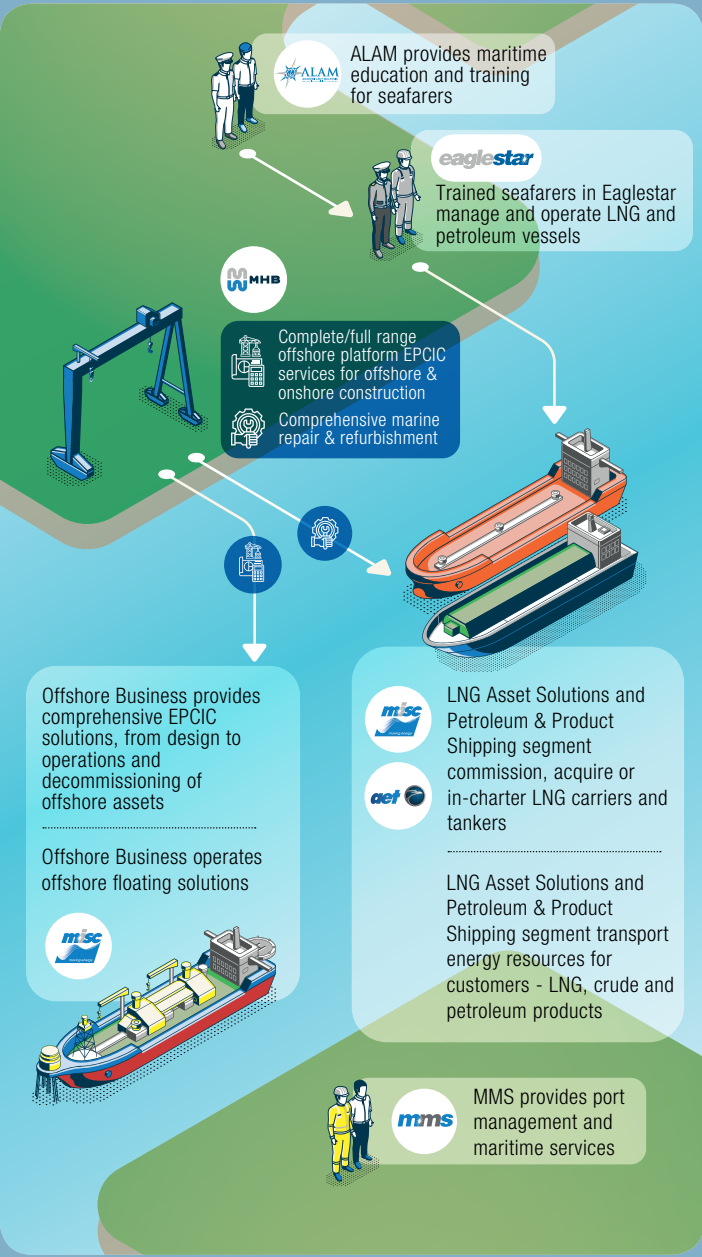 ALAM
ALAM provides maritime
education and training
for seafarers
eaglestar
Trained seafarers in Eaglestar
manage and operate LNG and
petroleum vessels
MHB
Complete/full range
offshore platform EPCIC
services for offshore &
onshore construction
Comprehensive marine
repair & refurbishment
Offshore Business provides
comprehensive EPCIC
solutions, from design to
operations and
decommissioning of
offshore assets
Offshore Business operates
offshore floating solutions
misc
moving energy
misc
moving energy
aet
LNG Asset Solutions and
Petroleum & Product
Shipping segment
commission, acquire or
in-charter LNG carriers and
tankers
LNG Asset Solutions and
Petroleum & Product
Shipping segment transport
energy resources for
customers - LNG, crude and
petroleum products
mms
MMS provides port
management and
maritime services